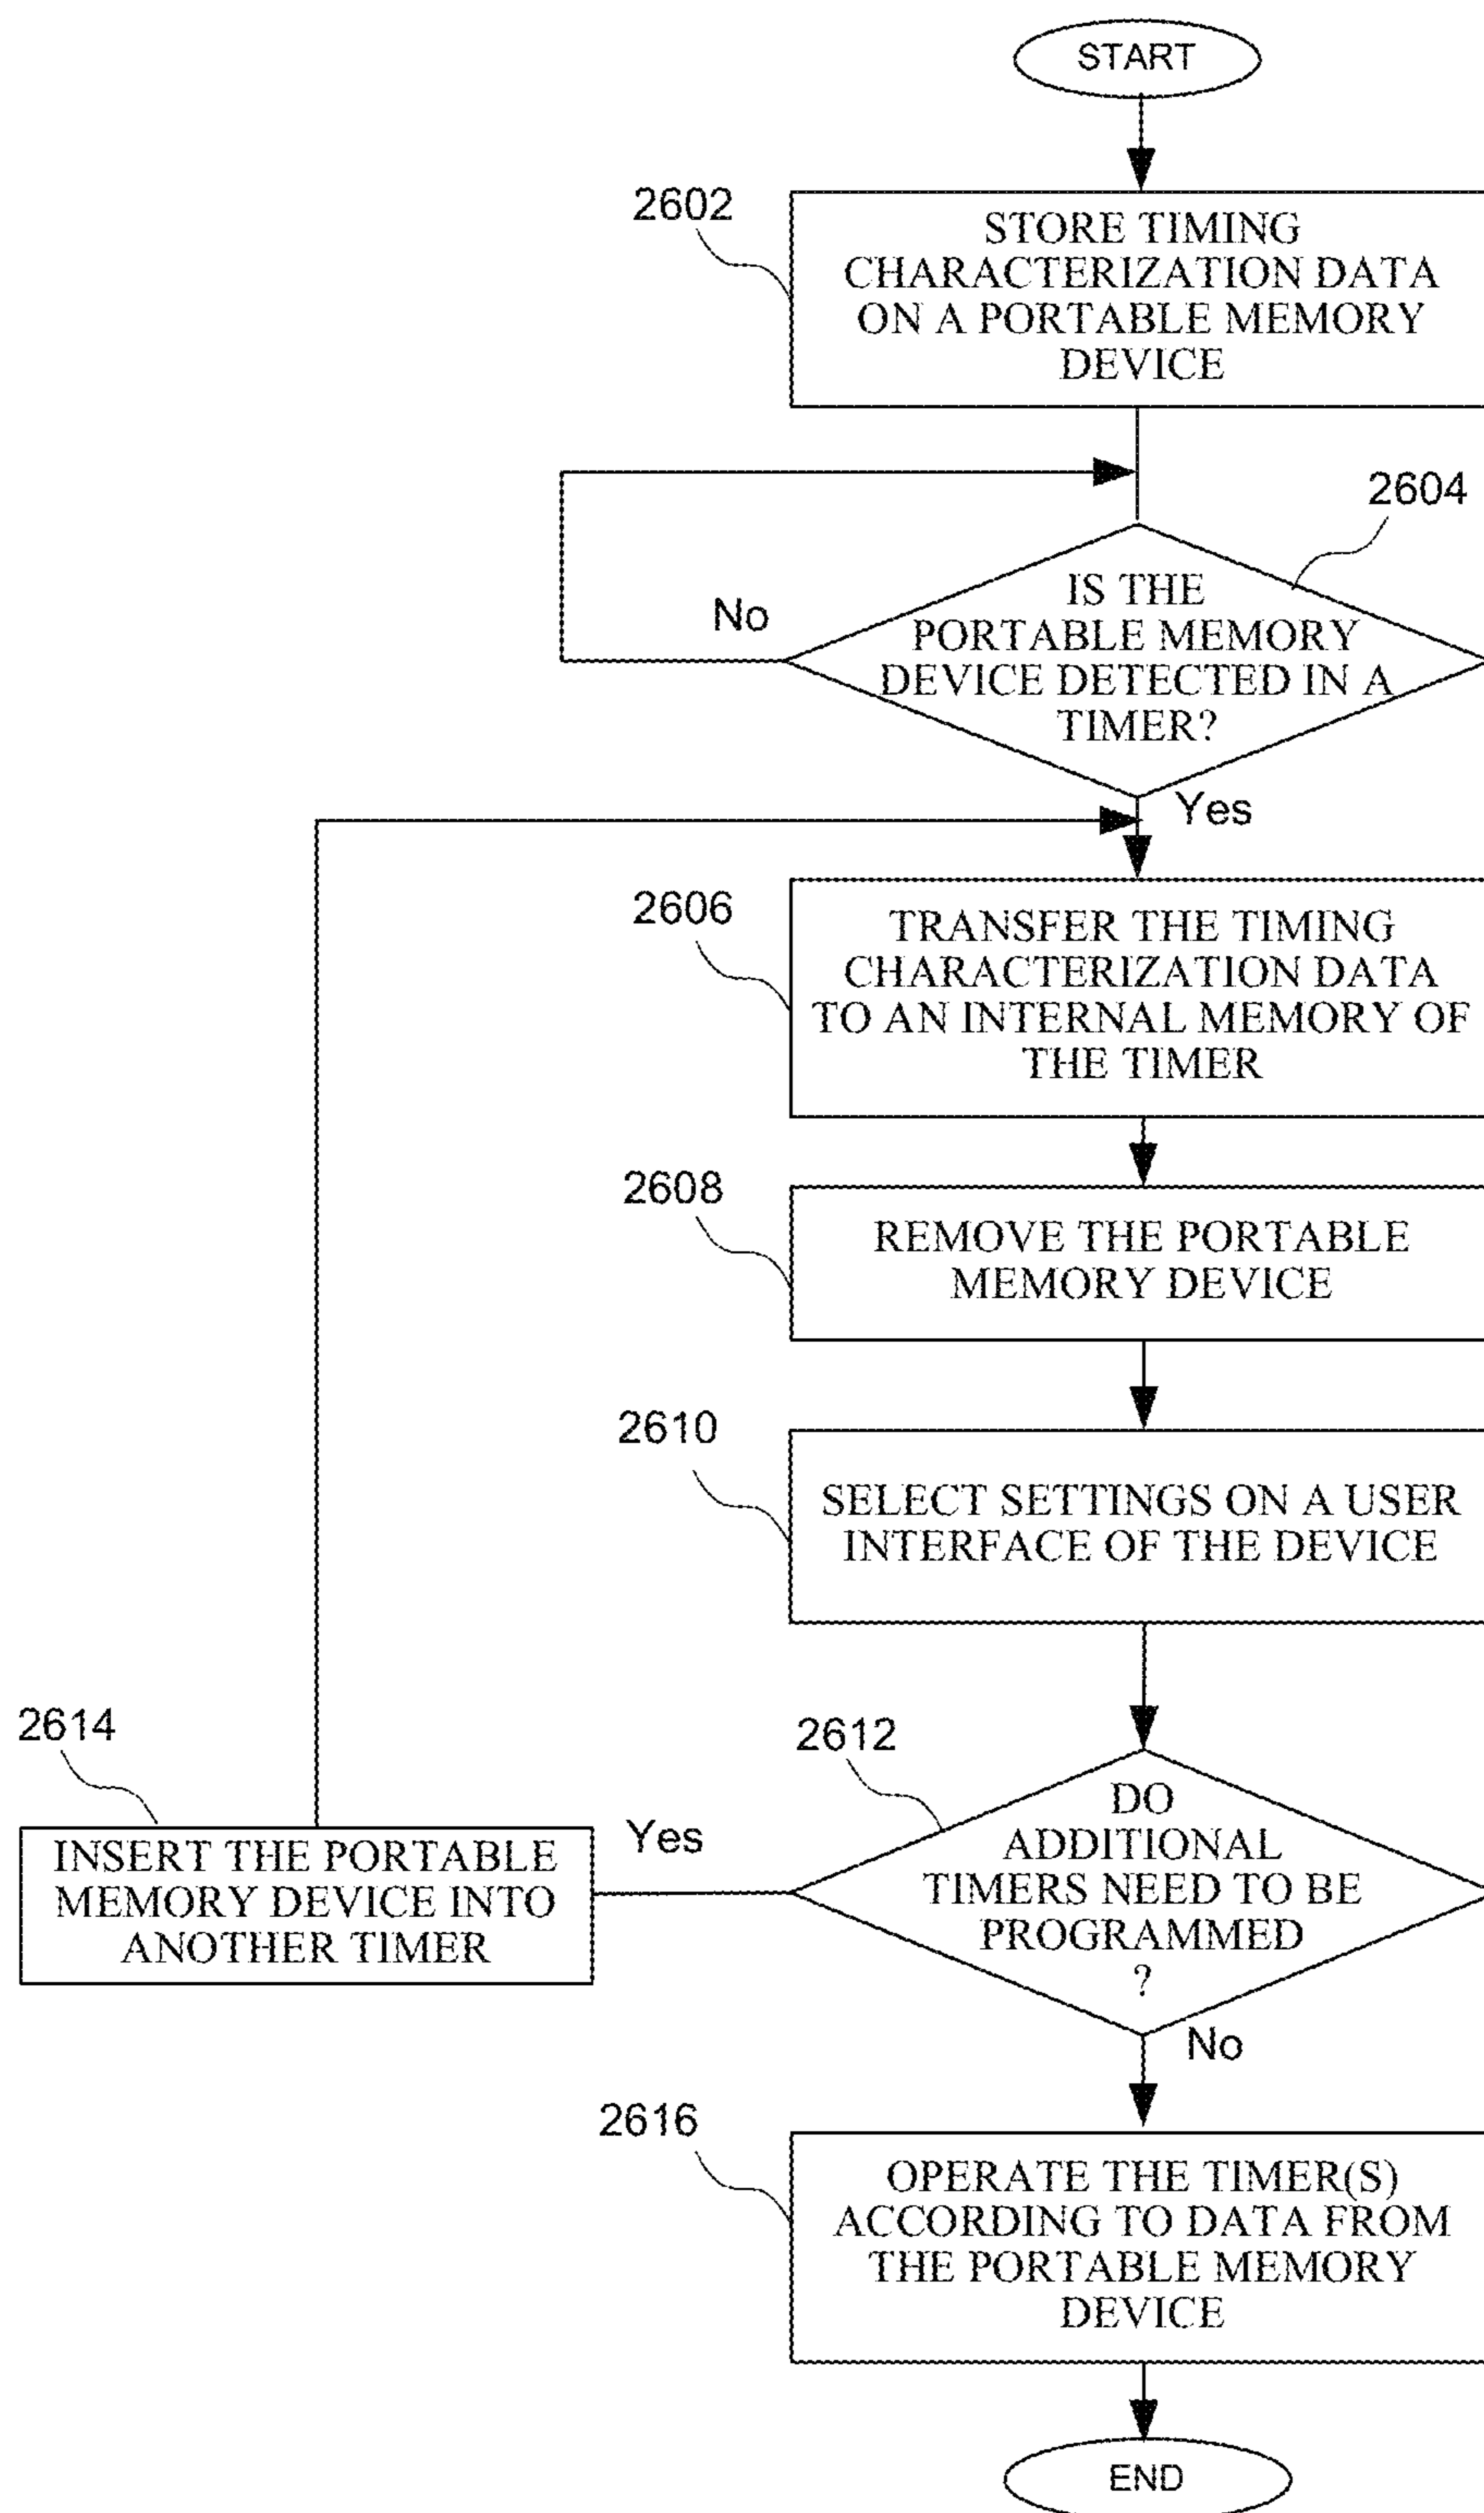 START
2602
STORE TIMING
CHARACTERIZATION DATA
ON A PORTABLE MEMORY
DEVICE
2604
IS THE
PORTABLE MEMORY
DEVICE DETECTED IN A
TIMER?
No
Yes
2606
TRANSFER THE TIMING
CHARACTERIZATION DATA
TO AN INTERNAL MEMORY OF
THE TIMER
2608
REMOVE THE PORTABLE
MEMORY DEVICE
2610
SELECT SETTINGS ON A USER
INTERFACE OF THE DEVICE
2612
DO
ADDITIONAL
TIMERS NEED TO BE
PROGRAMMED
?
Yes
2614
INSERT THE PORTABLE
MEMORY DEVICE INTO
ANOTHER TIMER
No
2616
OPERATE THE TIMER(S)
ACCORDING TO DATA FROM
THE PORTABLE MEMORY
DEVICE
END